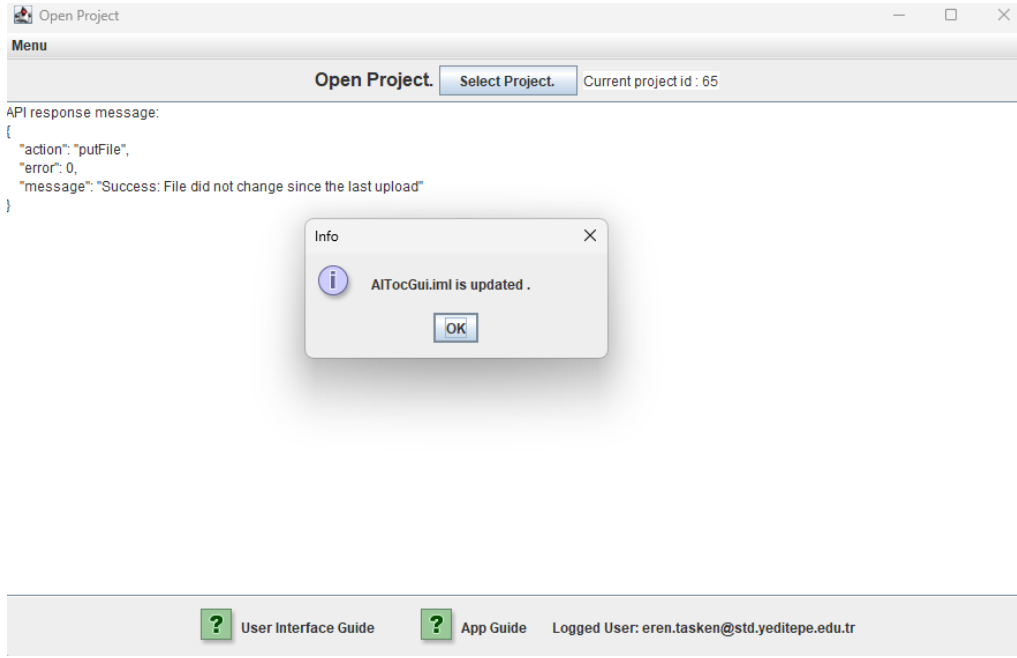 Open Project
Menu
Open Project. Select Project. Current project id : 65
API response message:
{
"action": "putFile",
"error": 0,
"message": "Success: File did not change since the last upload"
}
Info
AITocGui.iml is updated .
OK
? User Interface Guide ? App Guide Logged User: eren.tasken@std.yeditepe.edu.tr